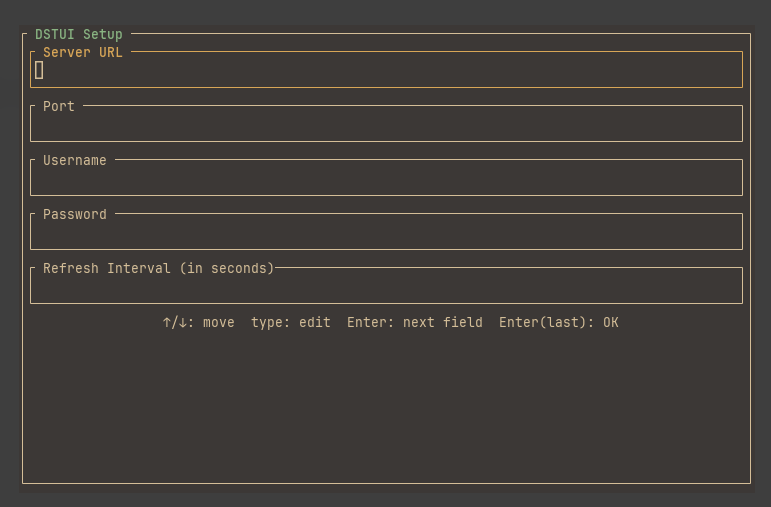 DSTUI Setup
Server URL
Port
Username
Password
Refresh Interval (in seconds)
↑/↓: move  type: edit  Enter: next field  Enter(last): OK